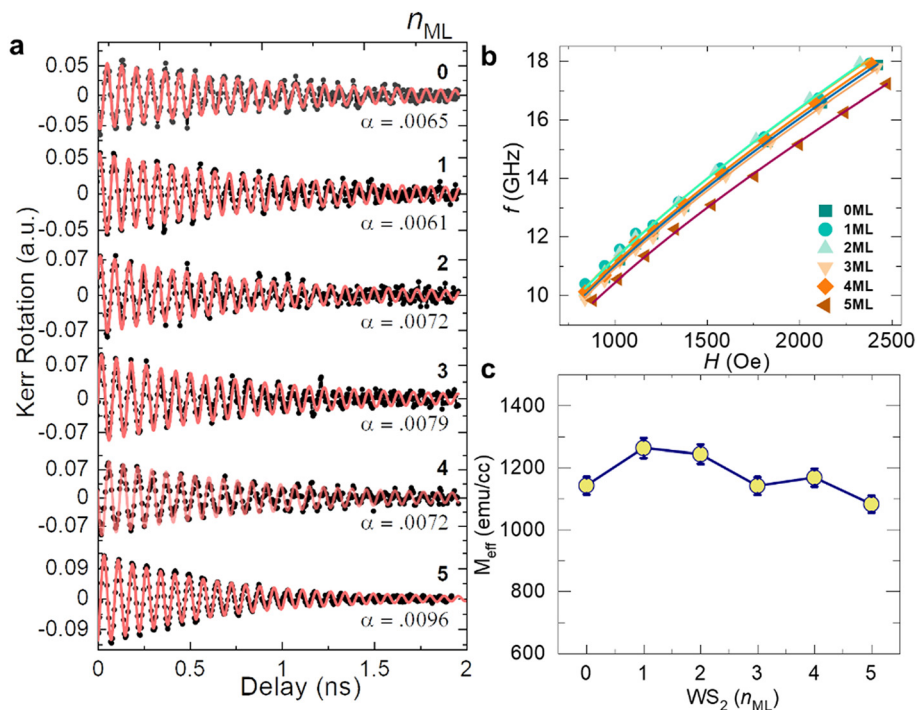 a
n_ML
Kerr Rotation (a.u.)
0.05
0
-0.05
0
α = .0065
0.05
0
-0.05
1
α = .0061
0.07
0
-0.07
2
α = .0072
0.07
0
-0.07
3
α = .0079
0.07
0
-0.07
4
α = .0072
0.09
0
-0.09
5
α = .0096
0 0.5 1 1.5 2
Delay (ns)
b
f (GHz)
18
16
14
12
10
0ML
1ML
2ML
3ML
4ML
5ML
1000 1500 2000 2500
H (Oe)
c
M_eff (emu/cc)
1400
1200
1000
800
600
0 1 2 3 4 5
WS₂ (n_ML)